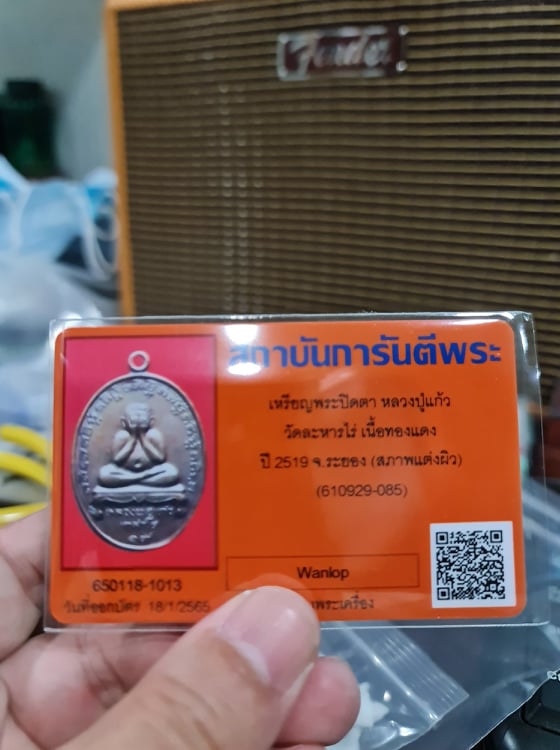 Fender
สถาบันการันตีพระ
เหรียญพระปิดตา หลวงปู่แก้ว
วัดละหารไร่ เนื้อทองแดง
ปี 2519 จ.ระยอง (สภาพแต่งผิว)
(610929-085)
Wanlop
650118-1013
วันที่ออกบัตร 18/1/2565
พระเครื่อง